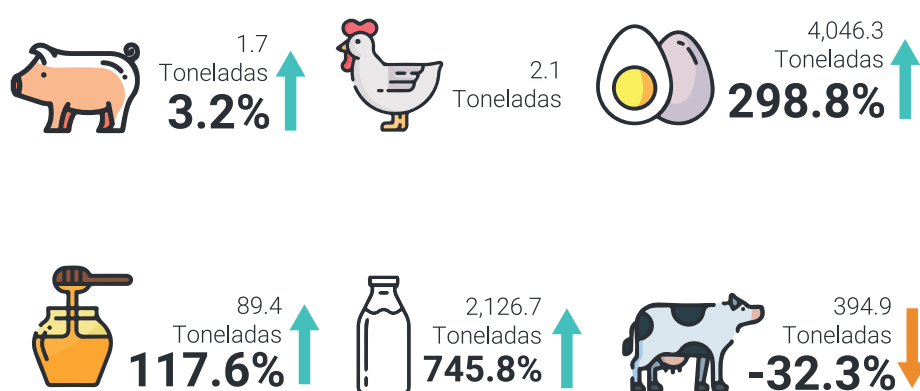 1.7
Toneladas
3.2%
2.1
Toneladas
4,046.3
Toneladas
298.8%
89.4
Toneladas
117.6%
2,126.7
Toneladas
745.8%
394.9
Toneladas
-32.3%